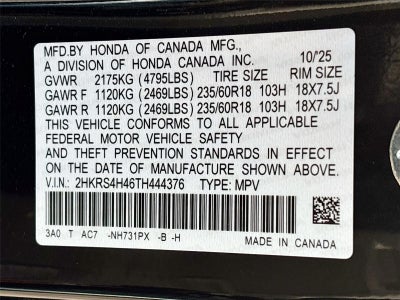 MFD.BY HONDA OF CANADA MFG.,
A DIVISION OF HONDA CANADA INC. 10/'25
GVWR 2175KG (4795LBS) TIRE SIZE RIM SIZE
GAWR F 1120KG (2469LBS) 235/60R18 103H 18X7.5J
GAWR R 1120KG (2469LBS) 235/60R18 103H 18X7.5J
THIS VEHICLE CONFORMS TO ALL APPLICABLE
FEDERAL MOTOR VEHICLE SAFETY
AND THEFT PREVENTION STANDARDS IN EFFECT
ON THE DATE OF MANUFACTURE SHOWN ABOVE.
V.I.N.: 2HKRS4H46TH444376 TYPE: MPV
3A0 T AC7 -NH731PX -B -H
MADE IN CANADA